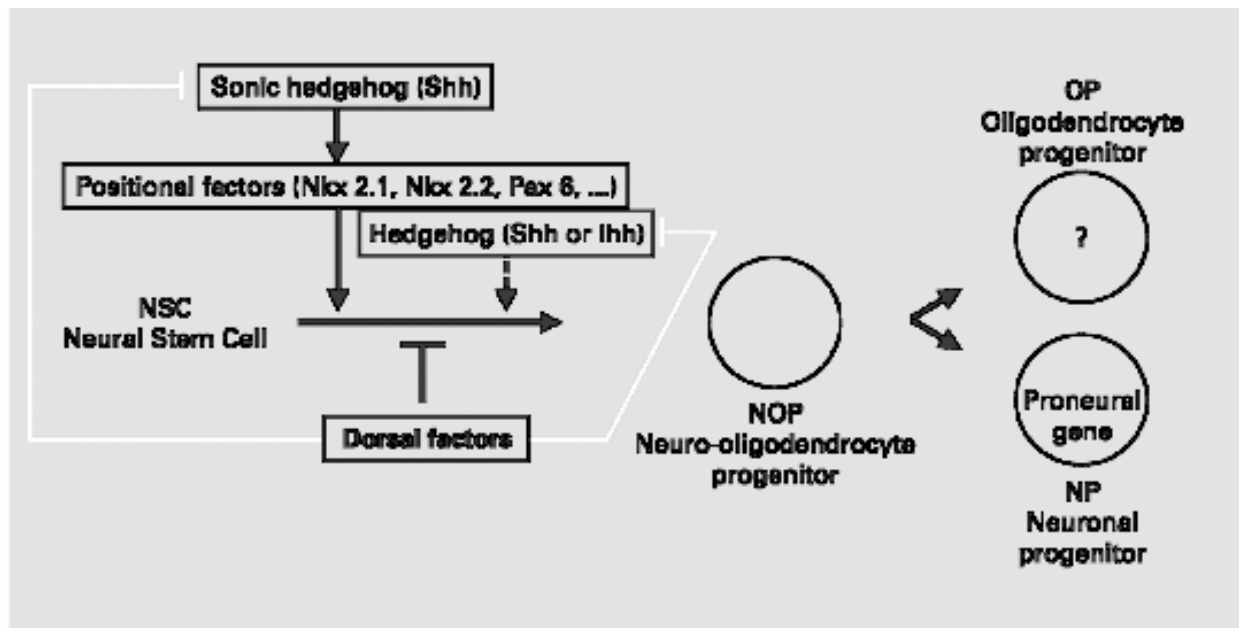 Sonic hedgehog (Shh)
Positional factors (Nkx 2.1, Nkx 2.2, Pax 6, ...)
Hedgehog (Shh or Ihh)
NSC
Neural Stem Cell
Dorsal factors
NOP
Neuro-oligodendrocyte
progenitor
OP
Oligodendrocyte
progenitor
?
Proneural
gene
NP
Neuronal
progenitor